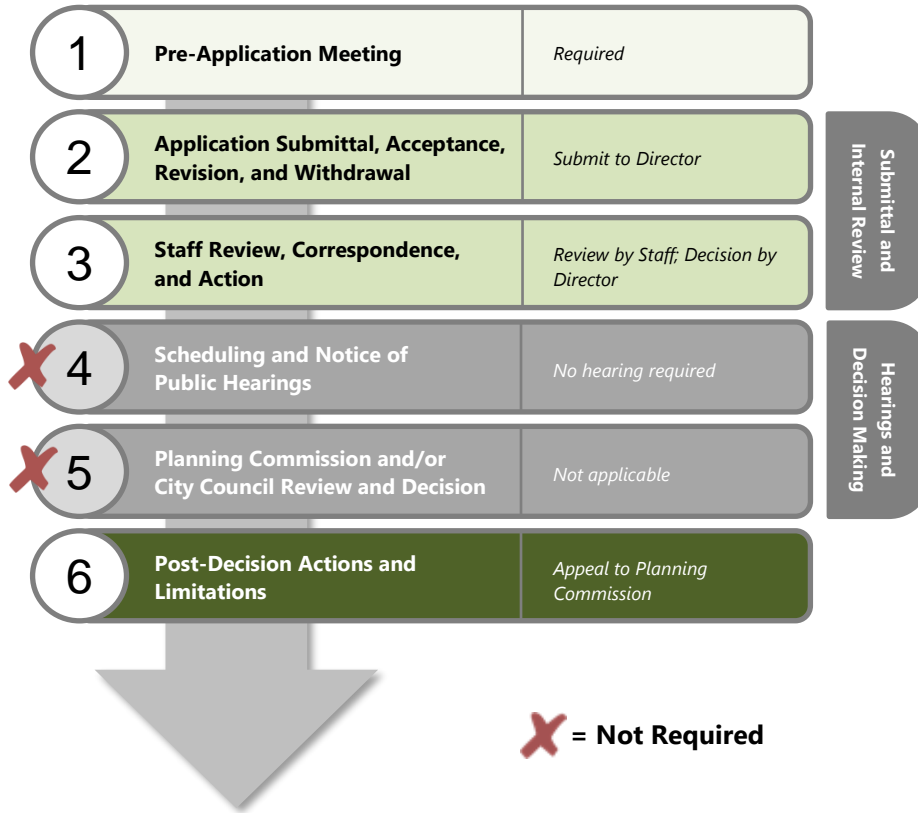 1
Pre-Application Meeting
Required
2
Application Submittal, Acceptance,
Revision, and Withdrawal
Submit to Director
3
Staff Review, Correspondence,
and Action
Review by Staff; Decision by
Director
Submittal and
Internal Review
4
Scheduling and Notice of
Public Hearings
No hearing required
5
Planning Commission and/or
City Council Review and Decision
Not applicable
Hearings and
Decision Making
6
Post-Decision Actions and
Limitations
Appeal to Planning
Commission
= Not Required